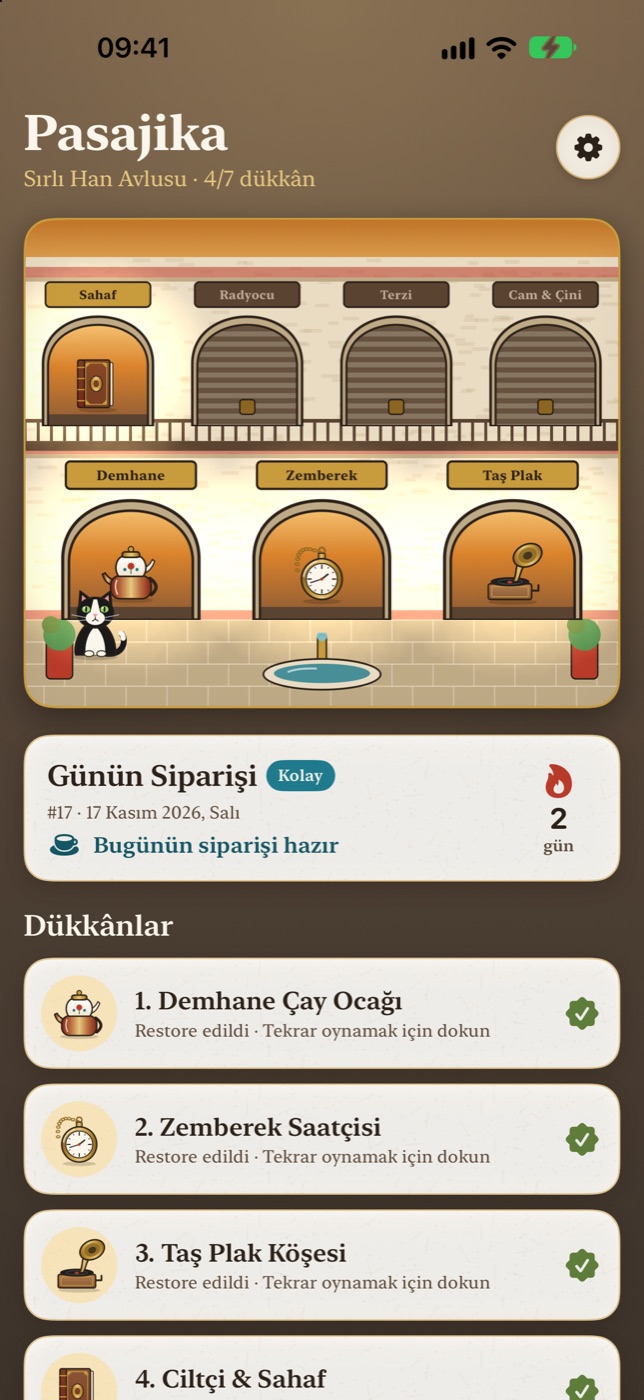 09:41
Pasajika
Sırlı Han Avlusu · 4/7 dükkân
Sahaf
Radyocu
Terzi
Cam & Çini
Demhane
Zemberek
Taş Plak
Günün Siparişi
Kolay
#17 · 17 Kasım 2026, Salı
Bugünün siparişi hazır
2
gün
Dükkânlar
1. Demhane Çay Ocağı
Restore edildi · Tekrar oynamak için dokun
2. Zemberek Saatçisi
Restore edildi · Tekrar oynamak için dokun
3. Taş Plak Köşesi
Restore edildi · Tekrar oynamak için dokun
4. Ciltçi & Sahaf